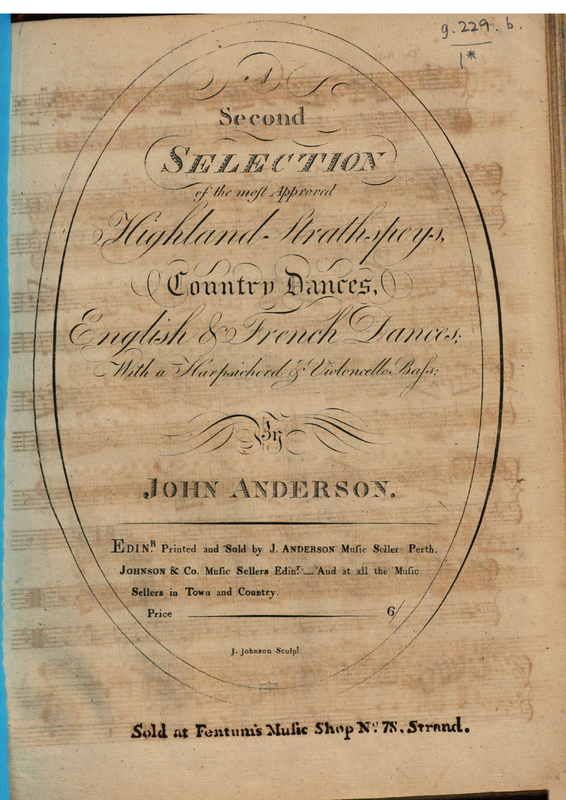 g.229.b.
1*
A
Second
SELECTION
of the moſt Approved
Highland-Strathspeys,
Country Dances,
English & French Dances;
With a Harpsichord & Violoncello Baſs:
By
JOHN ANDERSON.
EDINR. Printed and Sold by J. ANDERSON Muſic Seller Perth.
JOHNSON & Co. Muſic Sellers Edinr. — And at all the Muſic
Sellers in Town and Country.
Price 6/
J. Johnson Sculpt.
Sold at Fentum's Muſic Shop No. 78. Strand.